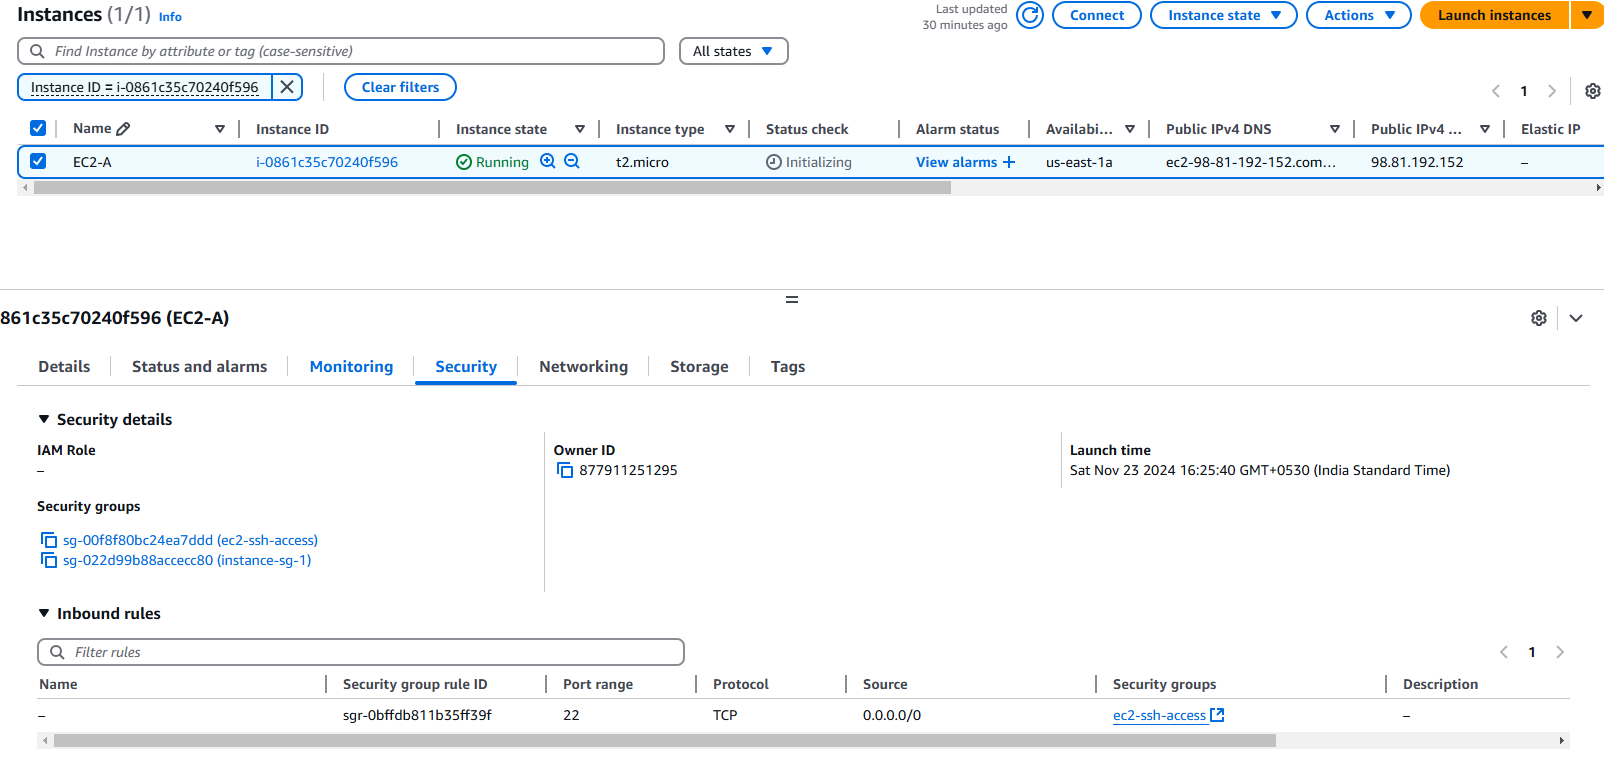 Instances (1/1) Info
Last updated
30 minutes ago
Connect
Instance state
Actions
Launch instances
Find Instance by attribute or tag (case-sensitive)
All states
Instance ID = i-0861c35c70240f596
Clear filters
1
Name Instance ID Instance state Instance type Status check Alarm status Availabi... Public IPv4 DNS Public IPv4 ... Elastic IP
EC2-A i-0861c35c70240f596 Running t2.micro Initializing View alarms + us-east-1a ec2-98-81-192-152.com... 98.81.192.152 –
861c35c70240f596 (EC2-A)
Details Status and alarms Monitoring Security Networking Storage Tags
Security details
IAM Role
–
Owner ID
877911251295
Launch time
Sat Nov 23 2024 16:25:40 GMT+0530 (India Standard Time)
Security groups
sg-00f8f80bc24ea7ddd (ec2-ssh-access)
sg-022d99b88accecc80 (instance-sg-1)
Inbound rules
Filter rules
1
Name Security group rule ID Port range Protocol Source Security groups Description
– sgr-0bffdb811b35ff39f 22 TCP 0.0.0.0/0 ec2-ssh-access –